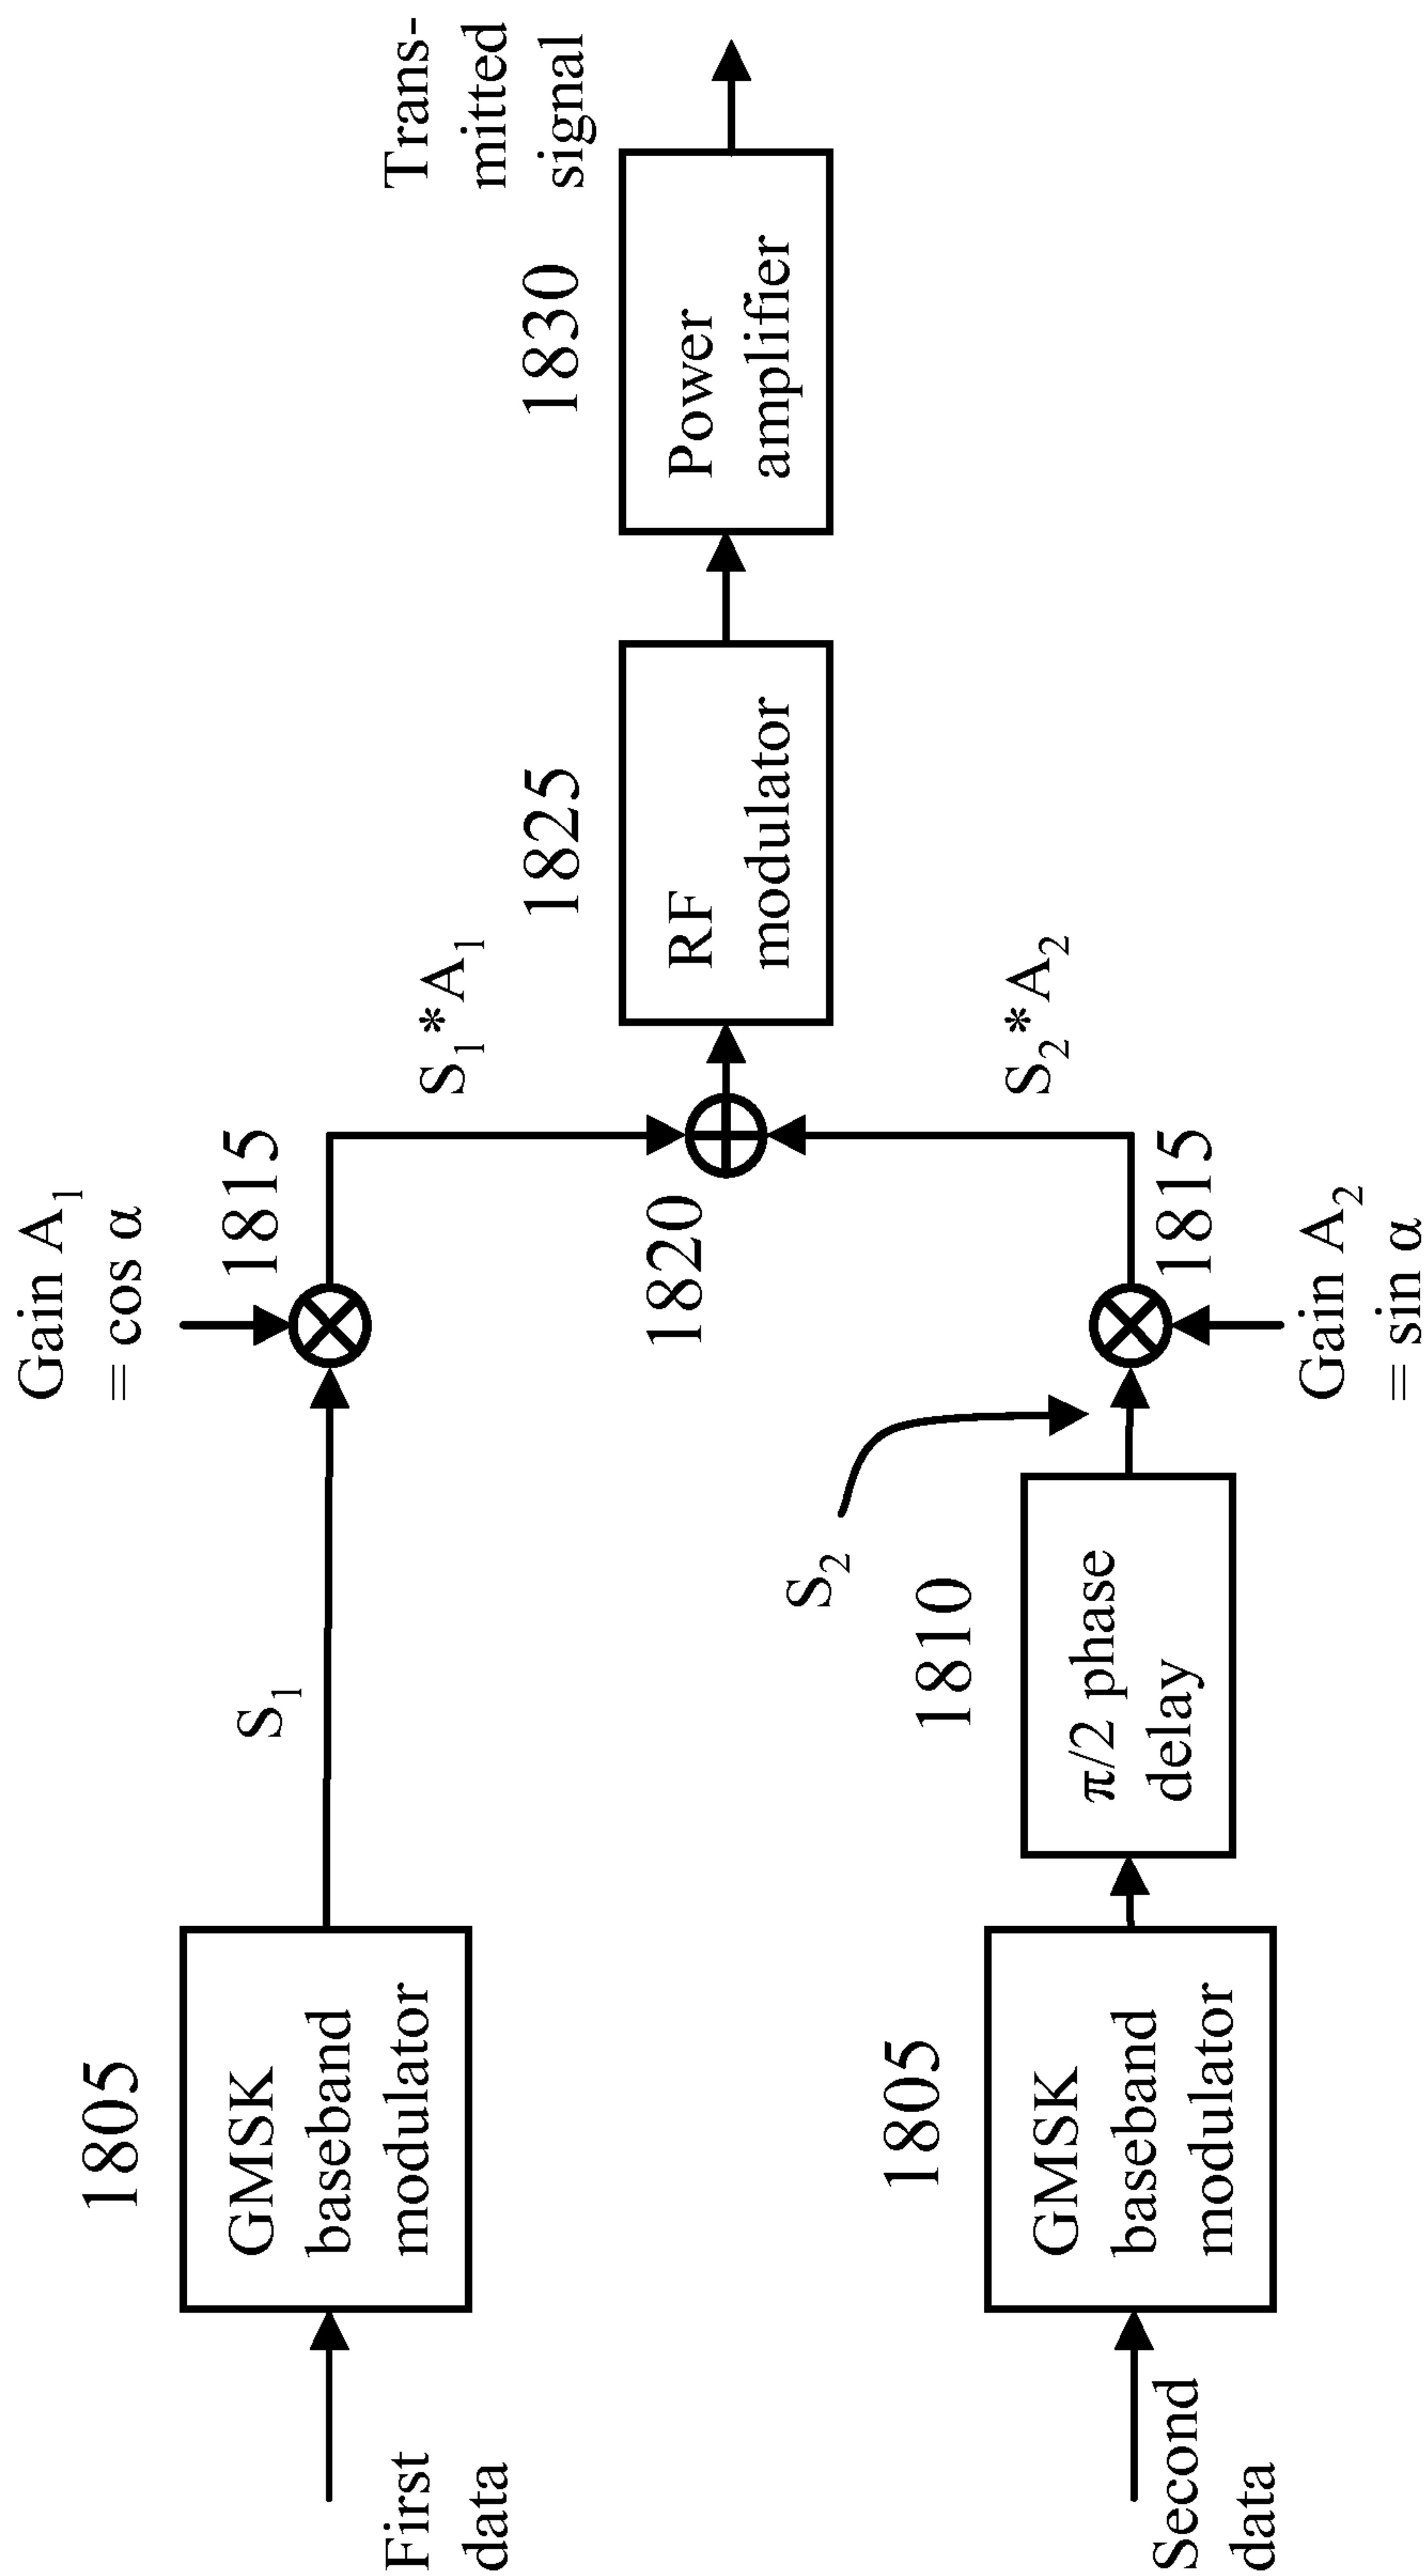 First
data
1805
GMSK
baseband
modulator
S₁
Gain A₁
= cos α
1815
S₁*A₁
1820
1825
RF
modulator
1830
Power
amplifier
Trans-
mitted
signal
Second
data
1805
GMSK
baseband
modulator
1810
π/2 phase
delay
S₂
1815
Gain A₂
= sin α
S₂*A₂